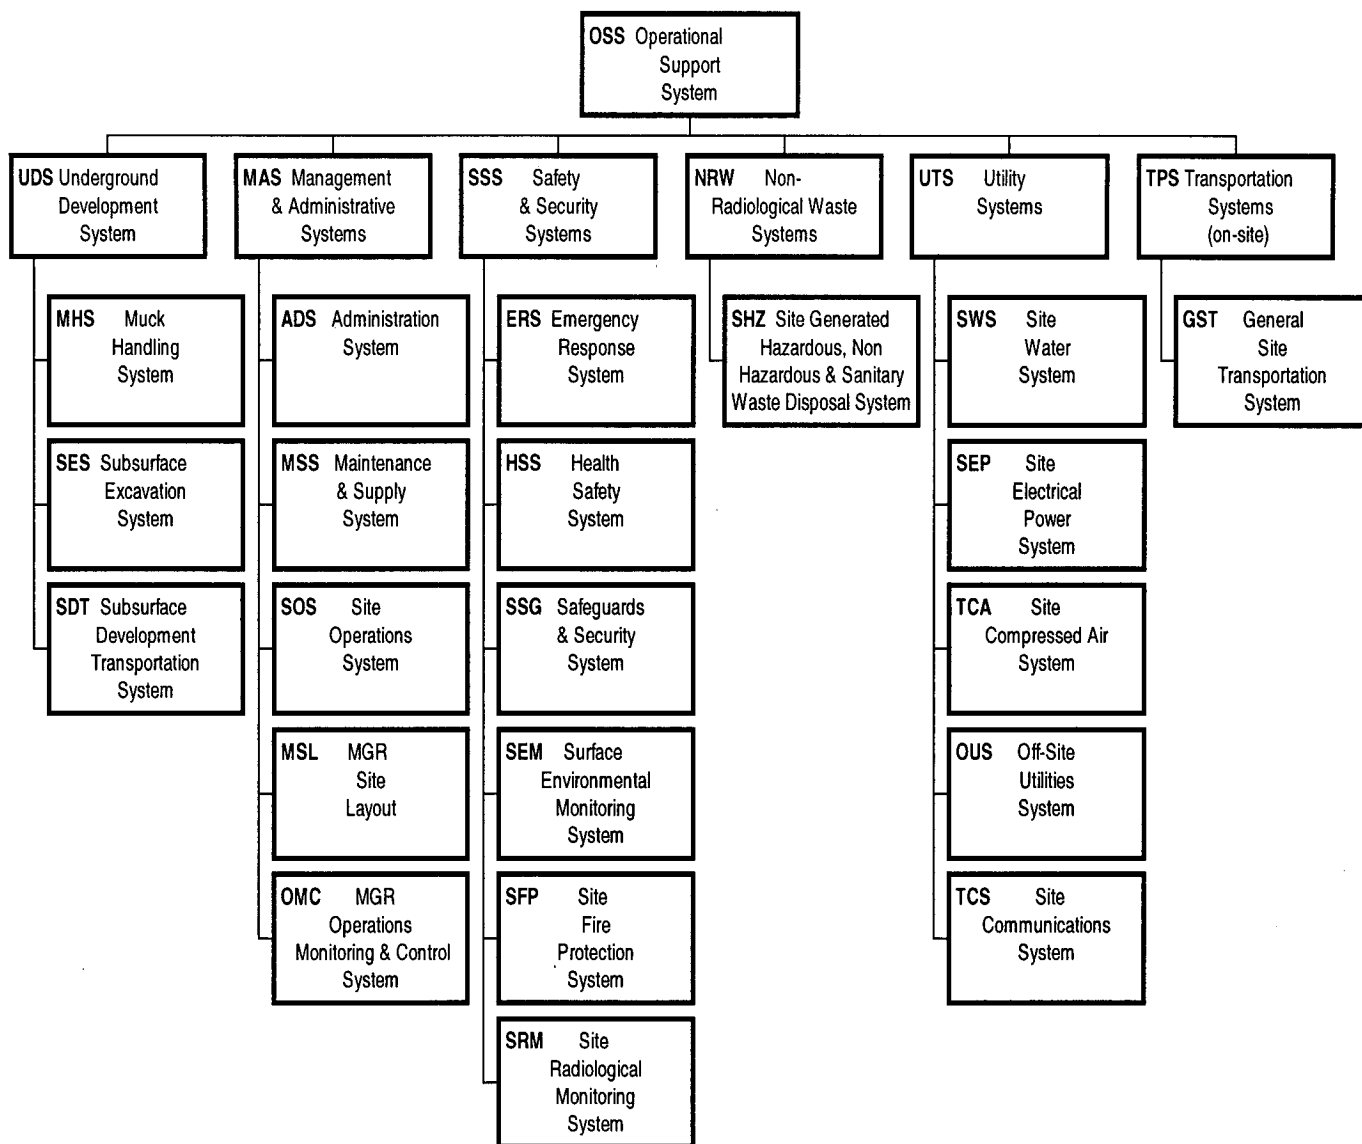 OSS Operational
Support
System
UDS Underground
Development
System
MAS Management
& Administrative
Systems
SSS Safety
& Security
Systems
NRW Non-
Radiological Waste
Systems
UTS Utility
Systems
TPS Transportation
Systems
(on-site)
MHS Muck
Handling
System
SES Subsurface
Excavation
System
SDT Subsurface
Development
Transportation
System
ADS Administration
System
MSS Maintenance
& Supply
System
SOS Site
Operations
System
MSL MGR
Site
Layout
OMC MGR
Operations
Monitoring & Control
System
ERS Emergency
Response
System
HSS Health
Safety
System
SSG Safeguards
& Security
System
SEM Surface
Environmental
Monitoring
System
SFP Site
Fire
Protection
System
SRM Site
Radiological
Monitoring
System
SHZ Site Generated
Hazardous, Non
Hazardous & Sanitary
Waste Disposal System
SWS Site
Water
System
SEP Site
Electrical
Power
System
TCA Site
Compressed Air
System
OUS Off-Site
Utilities
System
TCS Site
Communications
System
GST General
Site
Transportation
System